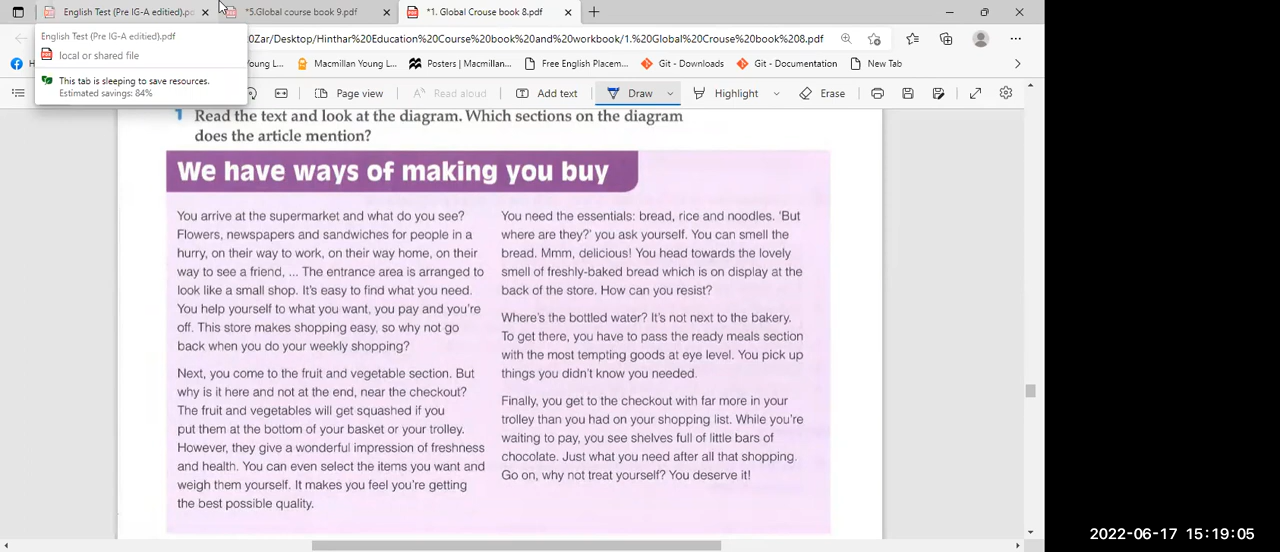 English Test (Pre IG-A editied).pd
*5.Global course book 9.pdf
*1. Global Crouse book 8.pdf
English Test (Pre IG-A editied).pdf
local or shared file
This tab is sleeping to save resources.
Estimated savings: 84%
Zar/Desktop/Hinthar%20Education%20Course%20book%20and%20workbook/1.%20Global%20Crouse%20book%208.pdf
Young L...
Macmillan Young L...
Posters | Macmillan...
Free English Placem...
Git - Downloads
Git - Documentation
New Tab
Page view
Read aloud
Add text
Draw
Highlight
Erase
1 Read the text and look at the diagram. Which sections on the diagram
does the article mention?
We have ways of making you buy
You arrive at the supermarket and what do you see?
Flowers, newspapers and sandwiches for people in a
hurry, on their way to work, on their way home, on their
way to see a friend, ... The entrance area is arranged to
look like a small shop. It's easy to find what you need.
You help yourself to what you want, you pay and you're
off. This store makes shopping easy, so why not go
back when you do your weekly shopping?
Next, you come to the fruit and vegetable section. But
why is it here and not at the end, near the checkout?
The fruit and vegetables will get squashed if you
put them at the bottom of your basket or your trolley.
However, they give a wonderful impression of freshness
and health. You can even select the items you want and
weigh them yourself. It makes you feel you're getting
the best possible quality.
You need the essentials: bread, rice and noodles. 'But
where are they?' you ask yourself. You can smell the
bread. Mmm, delicious! You head towards the lovely
smell of freshly-baked bread which is on display at the
back of the store. How can you resist?
Where's the bottled water? It's not next to the bakery.
To get there, you have to pass the ready meals section
with the most tempting goods at eye level. You pick up
things you didn't know you needed.
Finally, you get to the checkout with far more in your
trolley than you had on your shopping list. While you're
waiting to pay, you see shelves full of little bars of
chocolate. Just what you need after all that shopping.
Go on, why not treat yourself? You deserve it!
2022-06-17 15:19:05